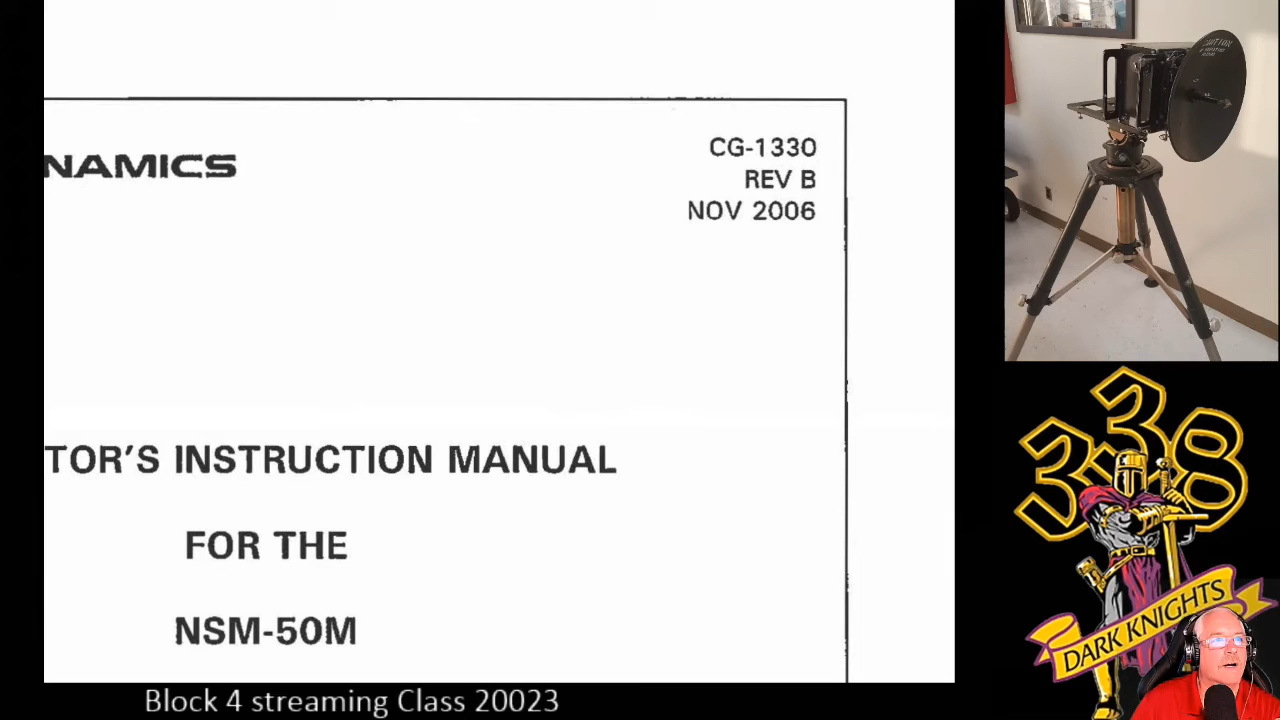 NAMICS
CG-1330
REV B
NOV 2006
TOR'S INSTRUCTION MANUAL
FOR THE
NSM-50M
338
DARK KNIGHTS
Block 4 streaming Class 20023